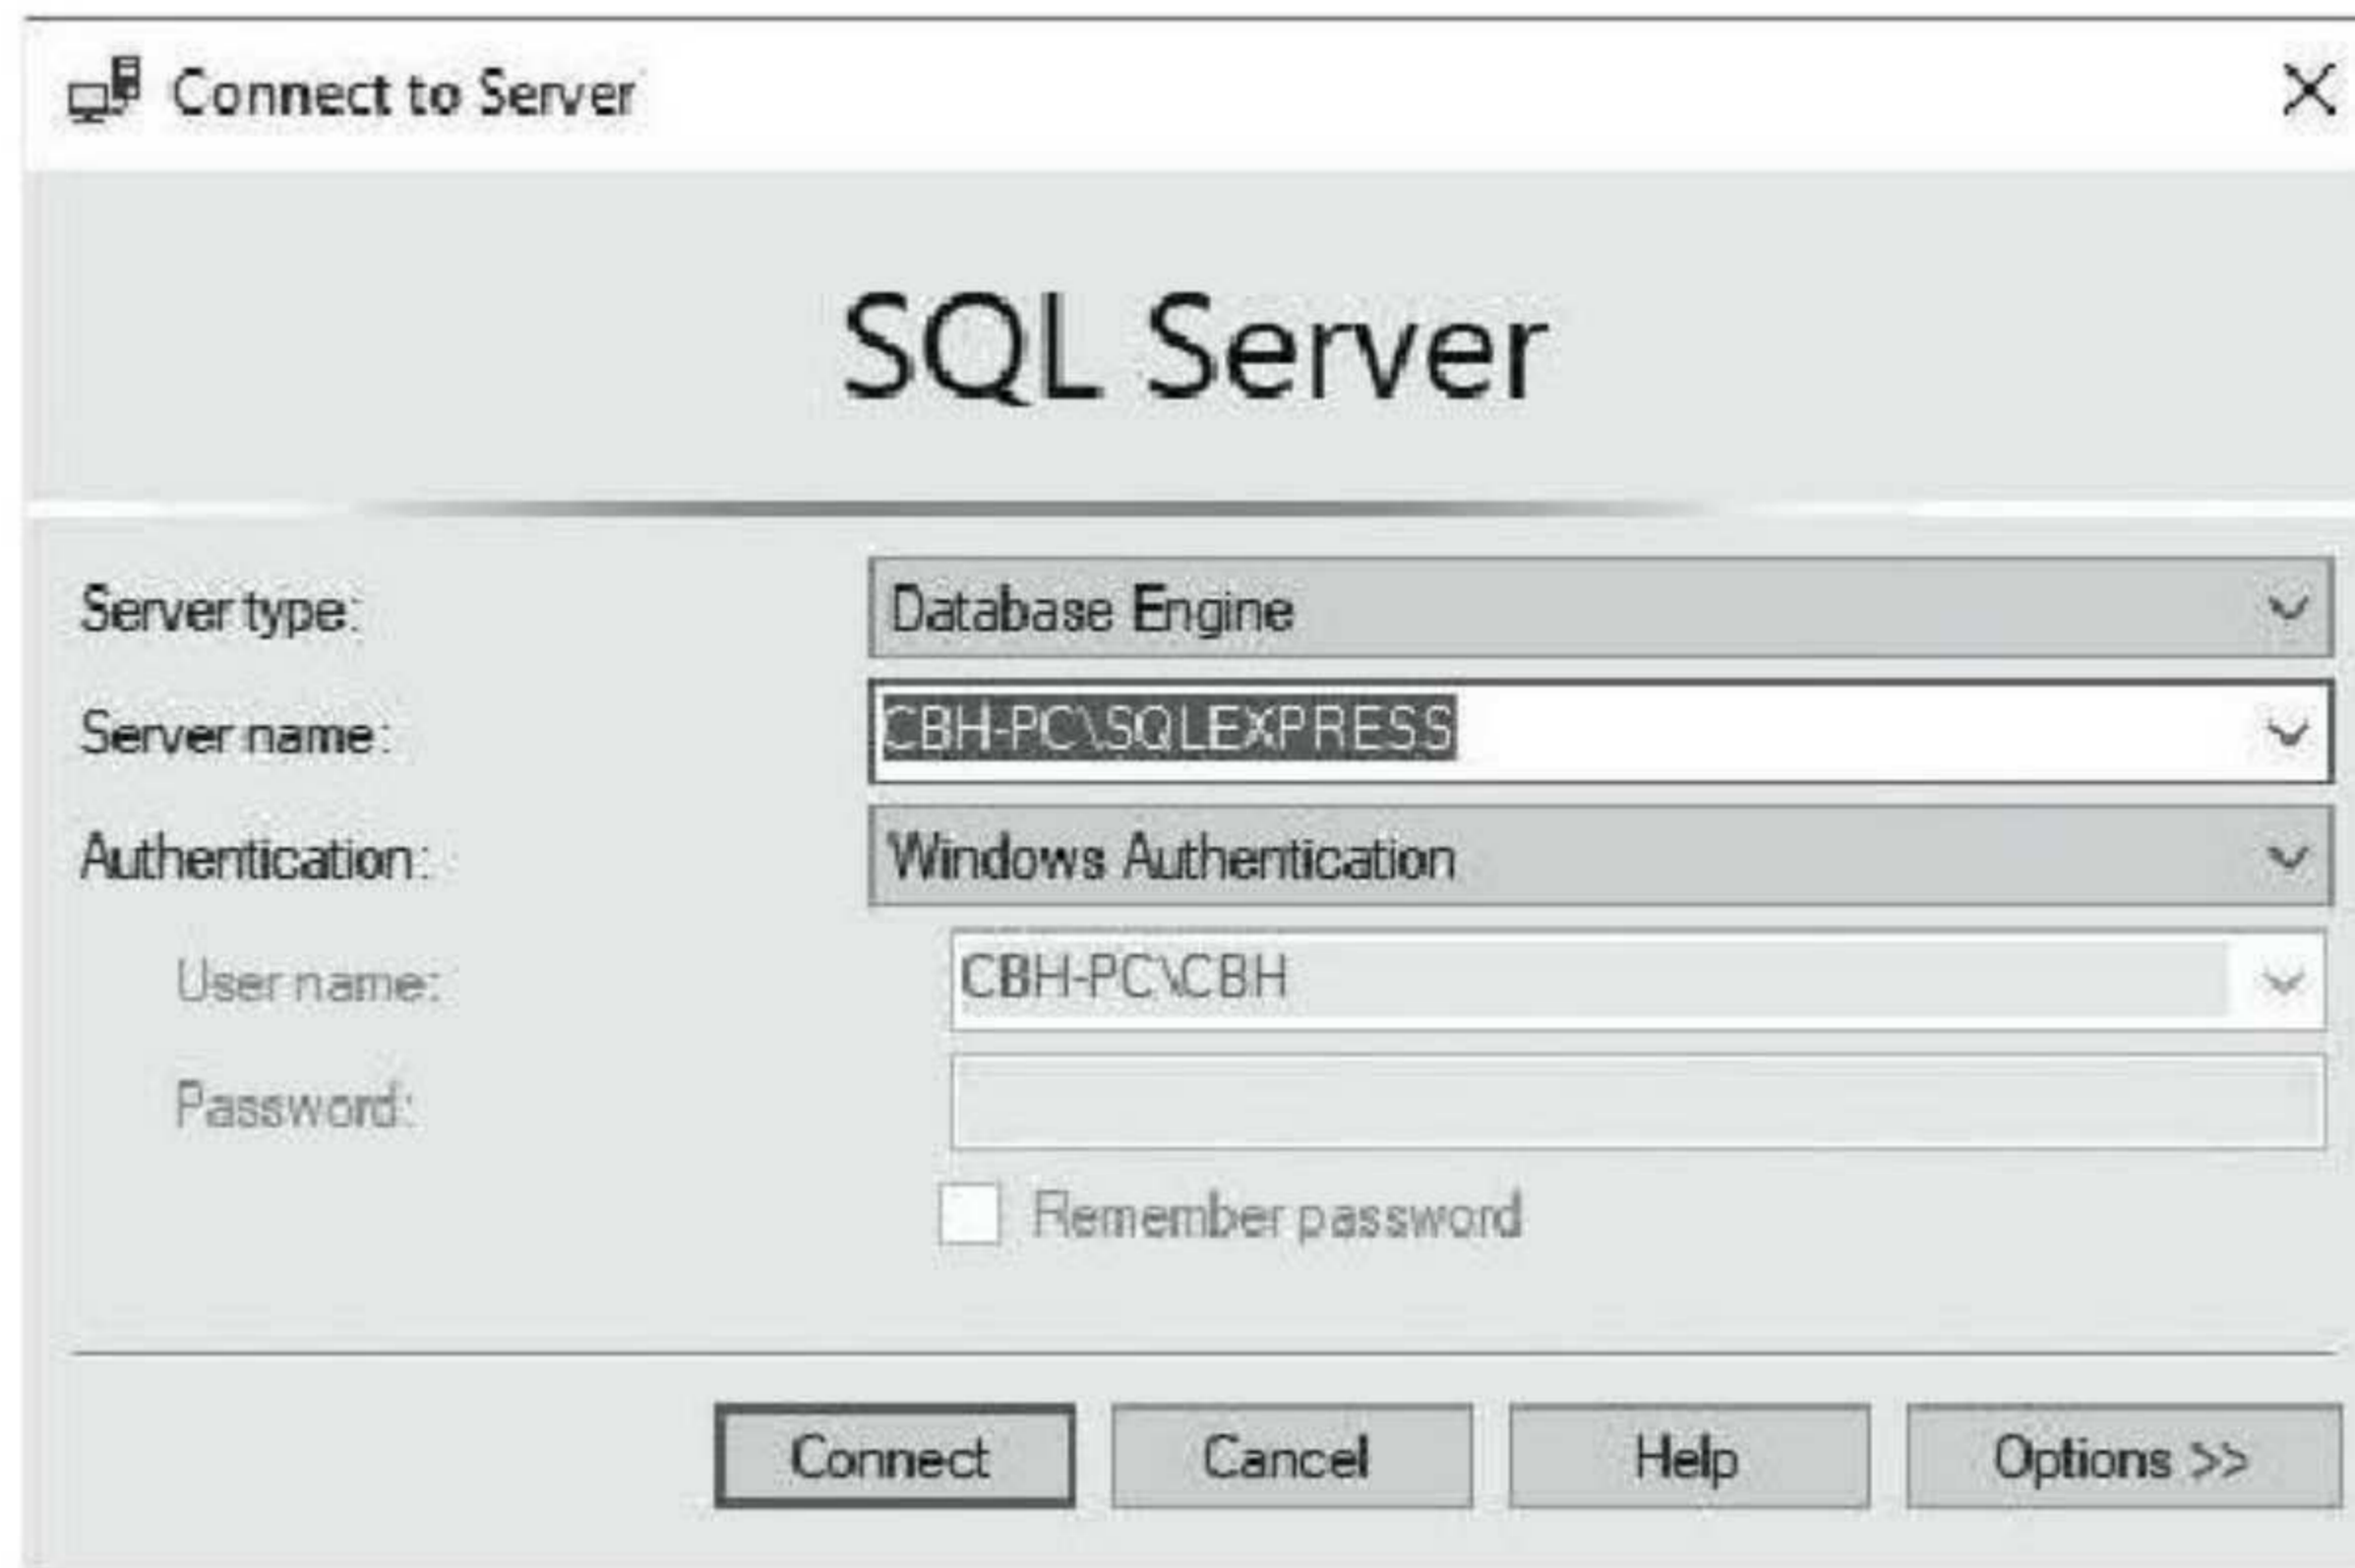 Connect to Server
SQL Server
Server type: Database Engine
Server name: CBH-PC\SQLEXPRESS
Authentication: Windows Authentication
User name: CBH-PC\CBH
Password:
Remember password
Connect Cancel Help Options >>